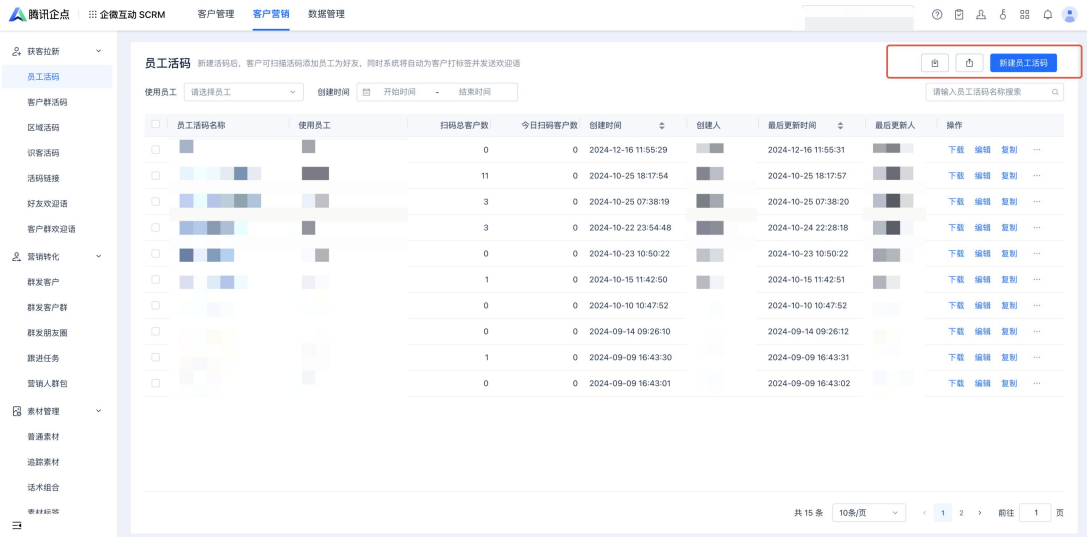 腾讯企点 企微互动 SCRM 客户管理 客户营销 数据管理
获客拉新
员工活码
客户群活码
区域活码
识客活码
活码链接
好友欢迎语
客户群欢迎语
营销转化
群发客户
群发客户群
群发朋友圈
跟进任务
营销人群包
素材管理
普通素材
追踪素材
话术组合
素材标签
员工活码 新建活码后，客户可扫描活码添加员工为好友，同时系统将自动为客户打标签并发送欢迎语 新建员工活码
使用员工 请选择员工 创建时间 开始时间 - 结束时间 请输入员工活码名称搜索
员工活码名称 使用员工 扫码总客户数 今日扫码客户数 创建时间 创建人 最后更新时间 最后更新人 操作
0 0 2024-12-16 11:55:29 2024-12-16 11:55:31 下载 编辑 复制 ···
11 0 2024-10-25 18:17:54 2024-10-25 18:17:57 下载 编辑 复制 ···
3 0 2024-10-25 07:38:19 2024-10-25 07:38:20 下载 编辑 复制 ···
3 0 2024-10-22 23:54:48 2024-10-24 22:28:18 下载 编辑 复制 ···
0 0 2024-10-23 10:50:22 2024-10-23 10:50:22 下载 编辑 复制 ···
1 0 2024-10-15 11:42:50 2024-10-15 11:42:51 下载 编辑 复制 ···
0 0 2024-10-10 10:47:52 2024-10-10 10:47:52 下载 编辑 复制 ···
0 0 2024-09-14 09:26:10 2024-09-14 09:26:12 下载 编辑 复制 ···
1 0 2024-09-09 16:43:30 2024-09-09 16:43:31 下载 编辑 复制 ···
0 0 2024-09-09 16:43:01 2024-09-09 16:43:02 下载 编辑 复制 ···
共 15 条 10条/页 1 2 前往 1 页